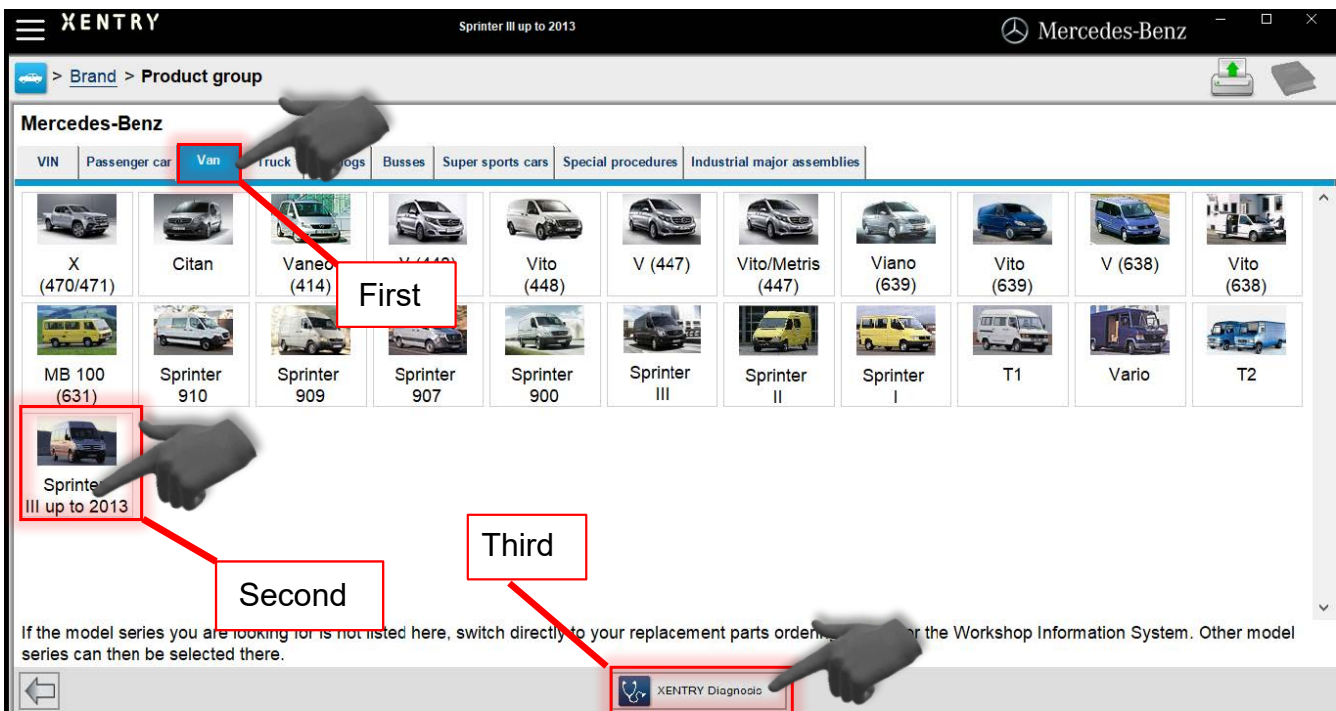 XENTRY
Sprinter III up to 2013
Mercedes-Benz
> Brand > Product group
Mercedes-Benz
VIN
Passenger car
Van
Truck
Busses
Super sports cars
Special procedures
Industrial major assemblies
X
(470/471)
Citan
Vaneo
(414)
Vito
(448)
V (447)
Vito/Metris
(447)
Viano
(639)
Vito
(639)
V (638)
Vito
(638)
First
MB 100
(631)
Sprinter
910
Sprinter
909
Sprinter
907
Sprinter
900
Sprinter
III
Sprinter
II
Sprinter
I
T1
Vario
T2
Sprinter
III up to 2013
Second
Third
If the model series you are looking for is not listed here, switch directly to your replacement parts ordering or the Workshop Information System. Other model
series can then be selected there.
XENTRY Diagnosis